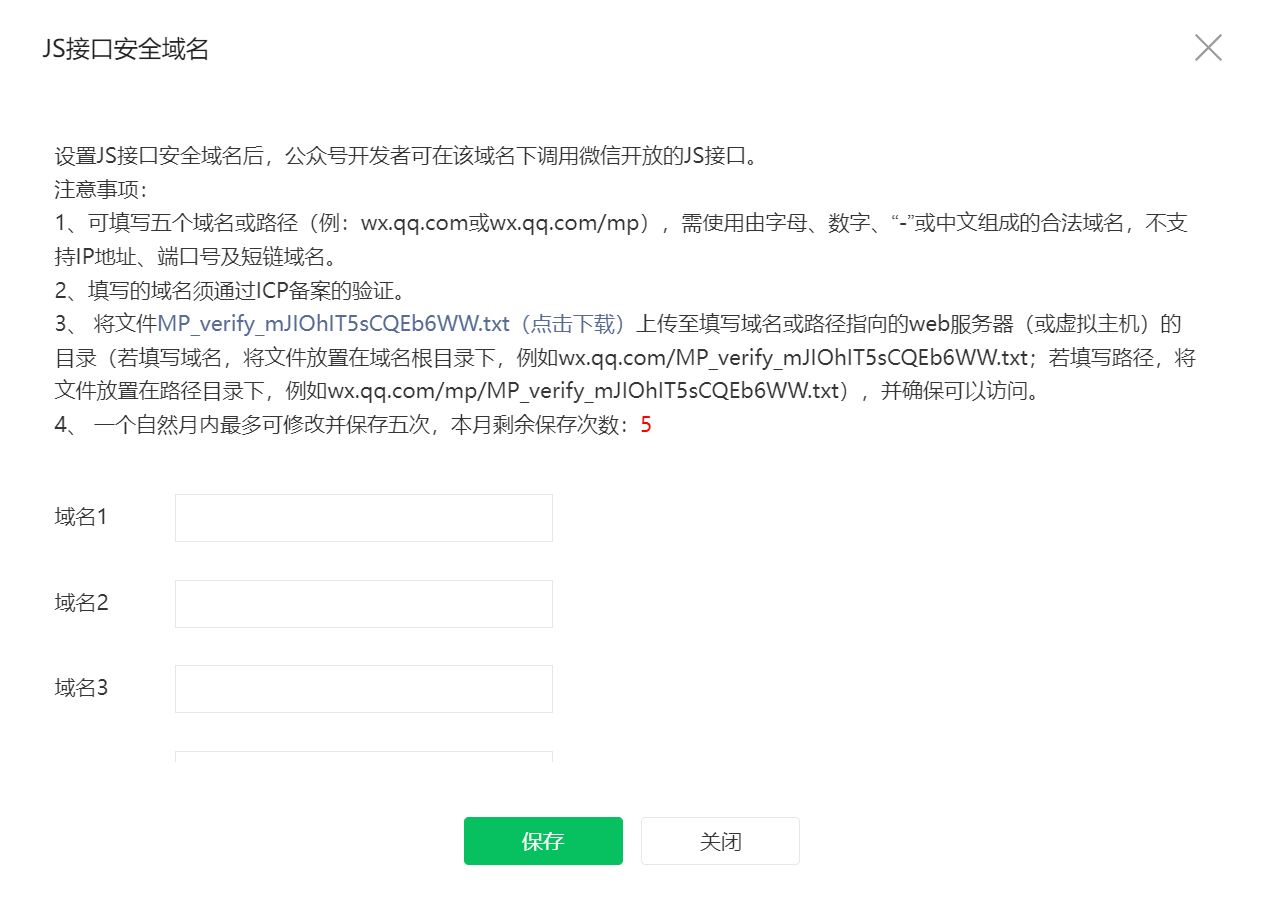 JS接口安全域名
设置JS接口安全域名后，公众号开发者可在该域名下调用微信开放的JS接口。
注意事项：
1、可填写五个域名或路径（例：wx.qq.com或wx.qq.com/mp），需使用由字母、数字、“-”或中文组成的合法域名，不支
持IP地址、端口号及短链域名。
2、填写的域名须通过ICP备案的验证。
3、 将文件MP_verify_mJIOhIT5sCQEb6WW.txt（点击下载）上传至填写域名或路径指向的web服务器（或虚拟主机）的
目录（若填写域名，将文件放置在域名根目录下，例如wx.qq.com/MP_verify_mJIOhIT5sCQEb6WW.txt；若填写路径，将
文件放置在路径目录下，例如wx.qq.com/mp/MP_verify_mJIOhIT5sCQEb6WW.txt），并确保可以访问。
4、 一个自然月内最多可修改并保存五次，本月剩余保存次数：5
域名1
域名2
域名3
保存
关闭